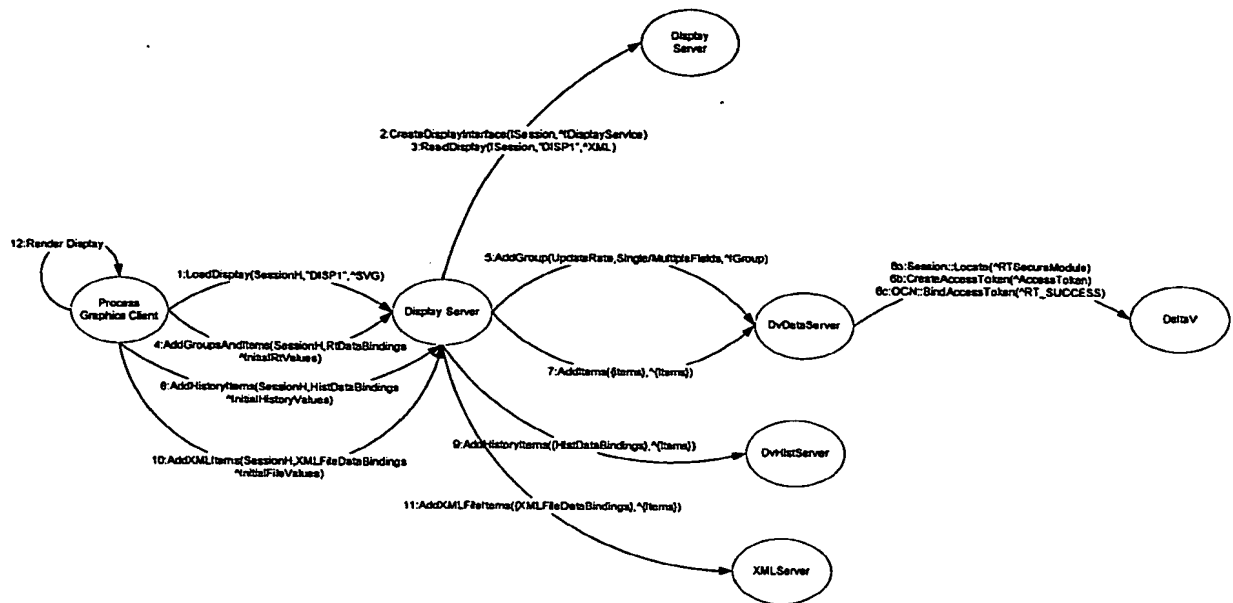 Display
Server
2:CreateDisplayInterface(ISession,^IDisplayService)
3:ReadDisplay(ISession,"DISP1",^XML)
12:Render Display
1:LoadDisplay(SessionH,"DISP1",^SVG)
5:AddGroup(UpdateRate,Single/MultipleFields,^IGroup)
6a:Session::Locate(^RTSecureModule)
6b:CreateAccessToken(^AccessToken)
6c:OCN::BindAccessToken(^RT_SUCCESS)
Process
Graphics Client
Display Server
DvDataServer
DeltaV
4:AddGroupsAndItems(SessionH,RtDataBindings
^InitialRtValues)
7:AddItems({Items},^{Items})
8:AddHistoryItems(SessionH,HistDataBindings
^InitialHistoryValues)
9:AddHistoryItems({HistDataBindings},^{Items})
DvHistServer
10:AddXMLItems(SessionH,XMLFileDataBindings
^InitialFileValues)
11:AddXMLFileItems({XMLFileDataBindings},^{Items})
XMLServer